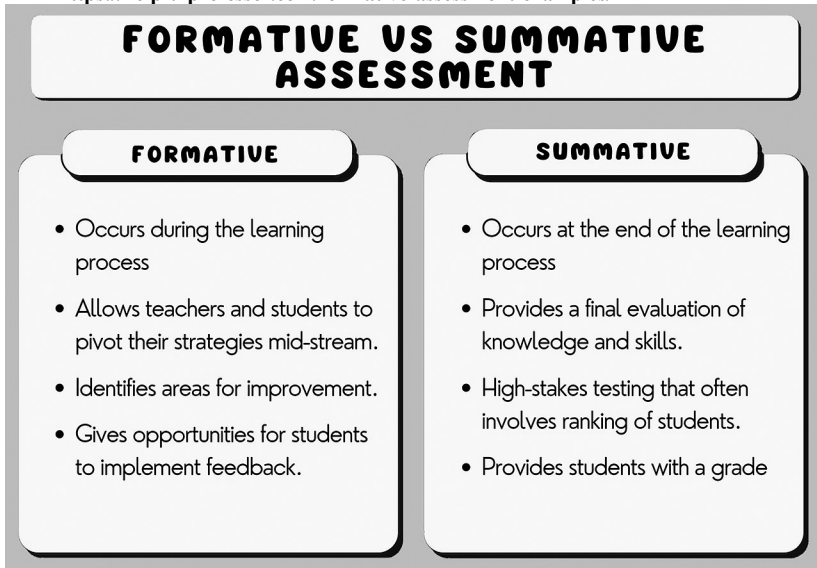 FORMATIVE VS SUMMATIVE
ASSESSMENT
FORMATIVE
• Occurs during the learning
process
• Allows teachers and students to
pivot their strategies mid-stream.
• Identifies areas for improvement.
• Gives opportunities for students
to implement feedback.
SUMMATIVE
• Occurs at the end of the learning
process
• Provides a final evaluation of
knowledge and skills.
• High-stakes testing that often
involves ranking of students.
• Provides students with a grade